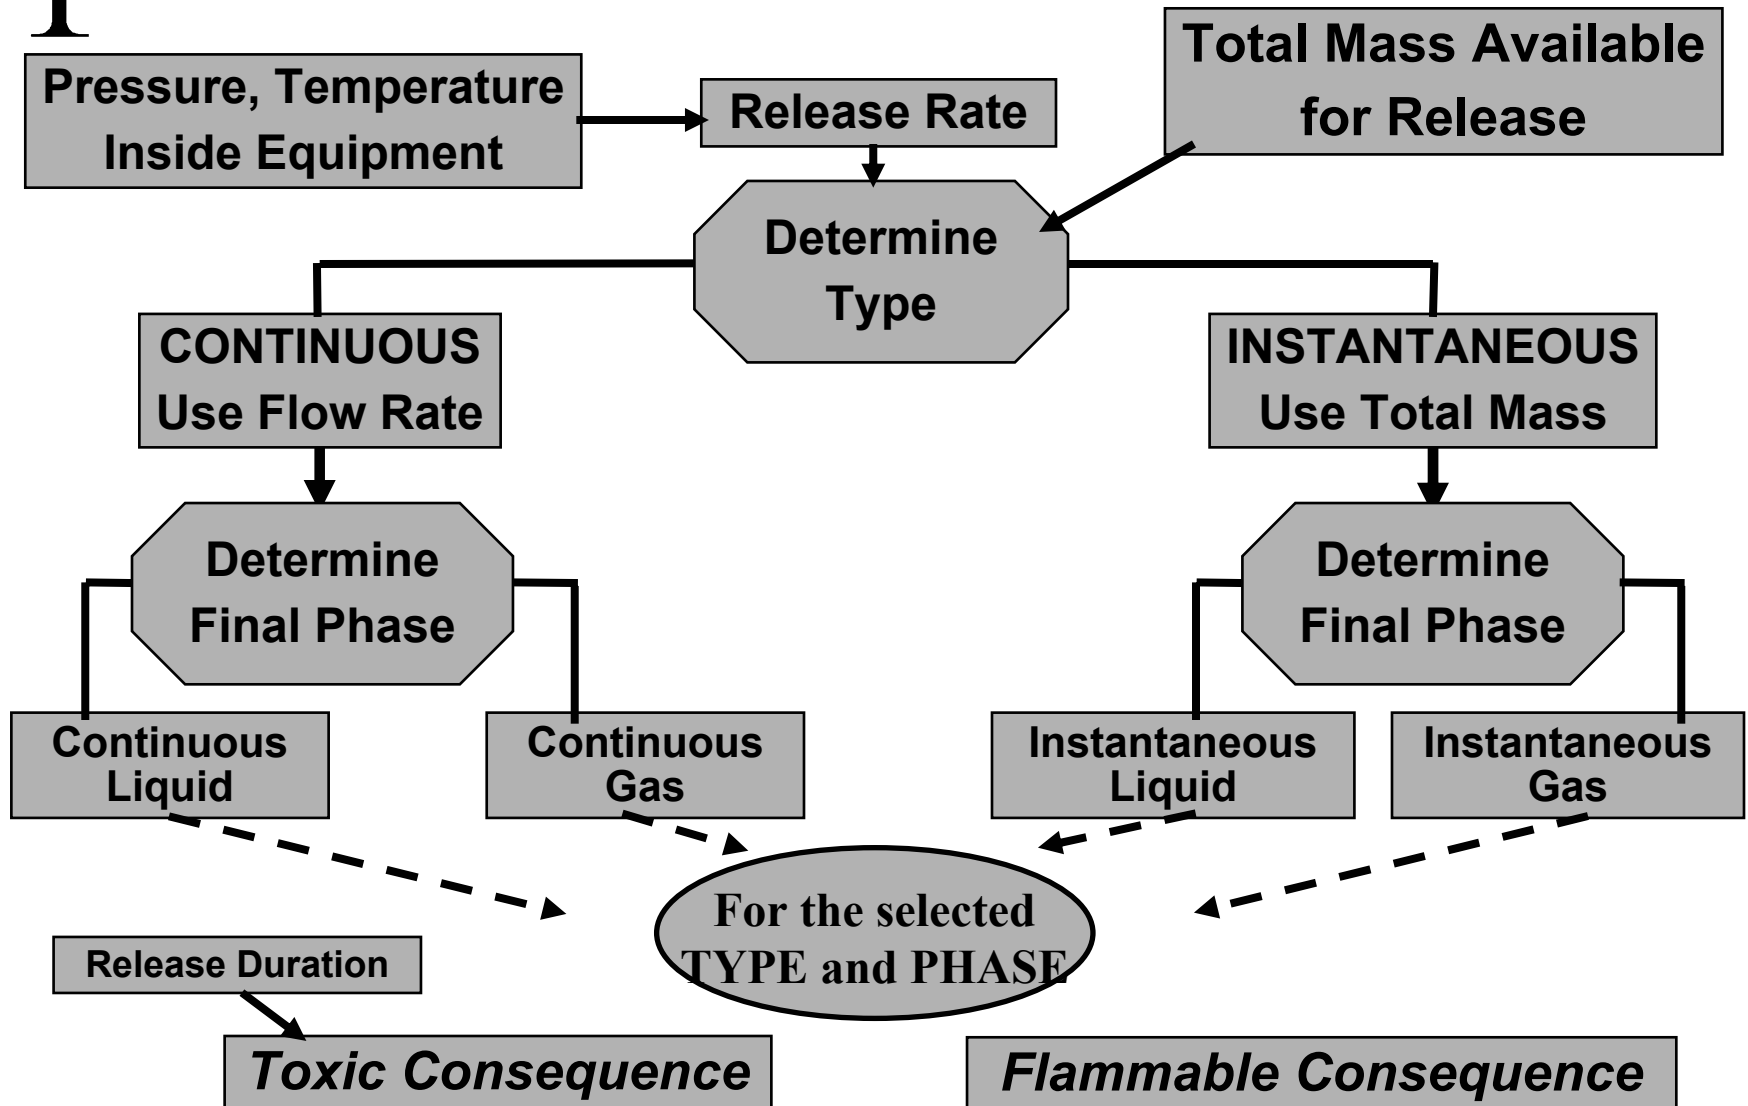 Pressure, Temperature
Inside Equipment
Release Rate
Total Mass Available
for Release
Determine
Type
CONTINUOUS
Use Flow Rate
INSTANTANEOUS
Use Total Mass
Determine
Final Phase
Determine
Final Phase
Continuous
Liquid
Continuous
Gas
Instantaneous
Liquid
Instantaneous
Gas
For the selected
TYPE and PHASE
Release Duration
Toxic Consequence
Flammable Consequence